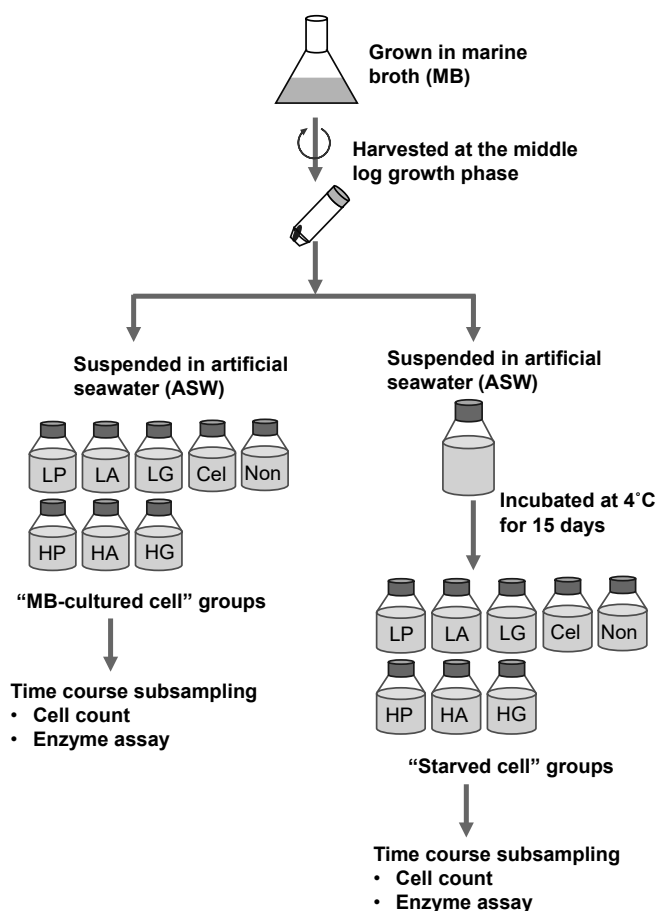 Grown in marine
broth (MB)
Harvested at the middle
log growth phase
Suspended in artificial
seawater (ASW)
LP LA LG Cel Non
HP HA HG
“MB-cultured cell” groups
Time course subsampling
• Cell count
• Enzyme assay
Suspended in artificial
seawater (ASW)
Incubated at 4˚C
for 15 days
LP LA LG Cel Non
HP HA HG
“Starved cell” groups
Time course subsampling
• Cell count
• Enzyme assay